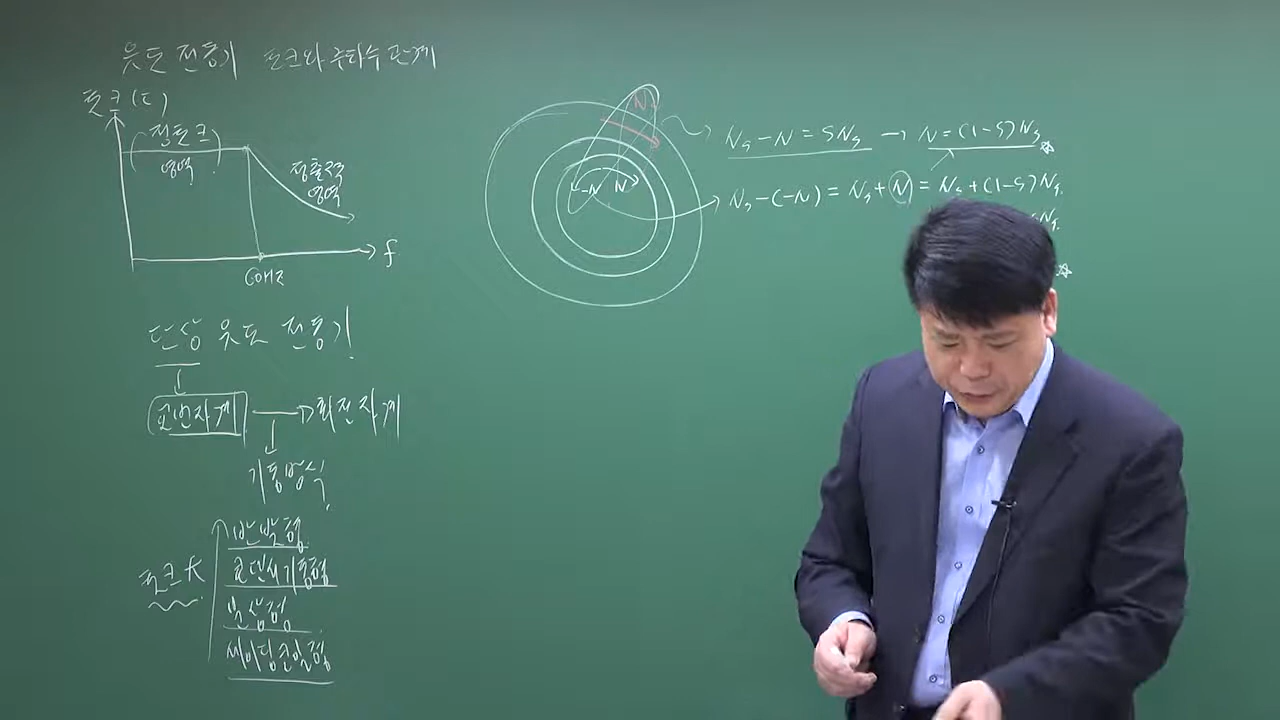 유도 전동기 토크와 주파수 관계
토크(τ)
(정토크)
영역
정출력
영역
f
60Hz
단상 유도 전동기!
교번자계 → 회전자계
기동방식
토크大
반발형
콘덴서기동형
분상형
세이딩코일형
N
-N N
Ns-N=SNs → N=(1-S)Ns
Ns-(-N)=Ns+N=Ns+(1-S)Ns
Ns